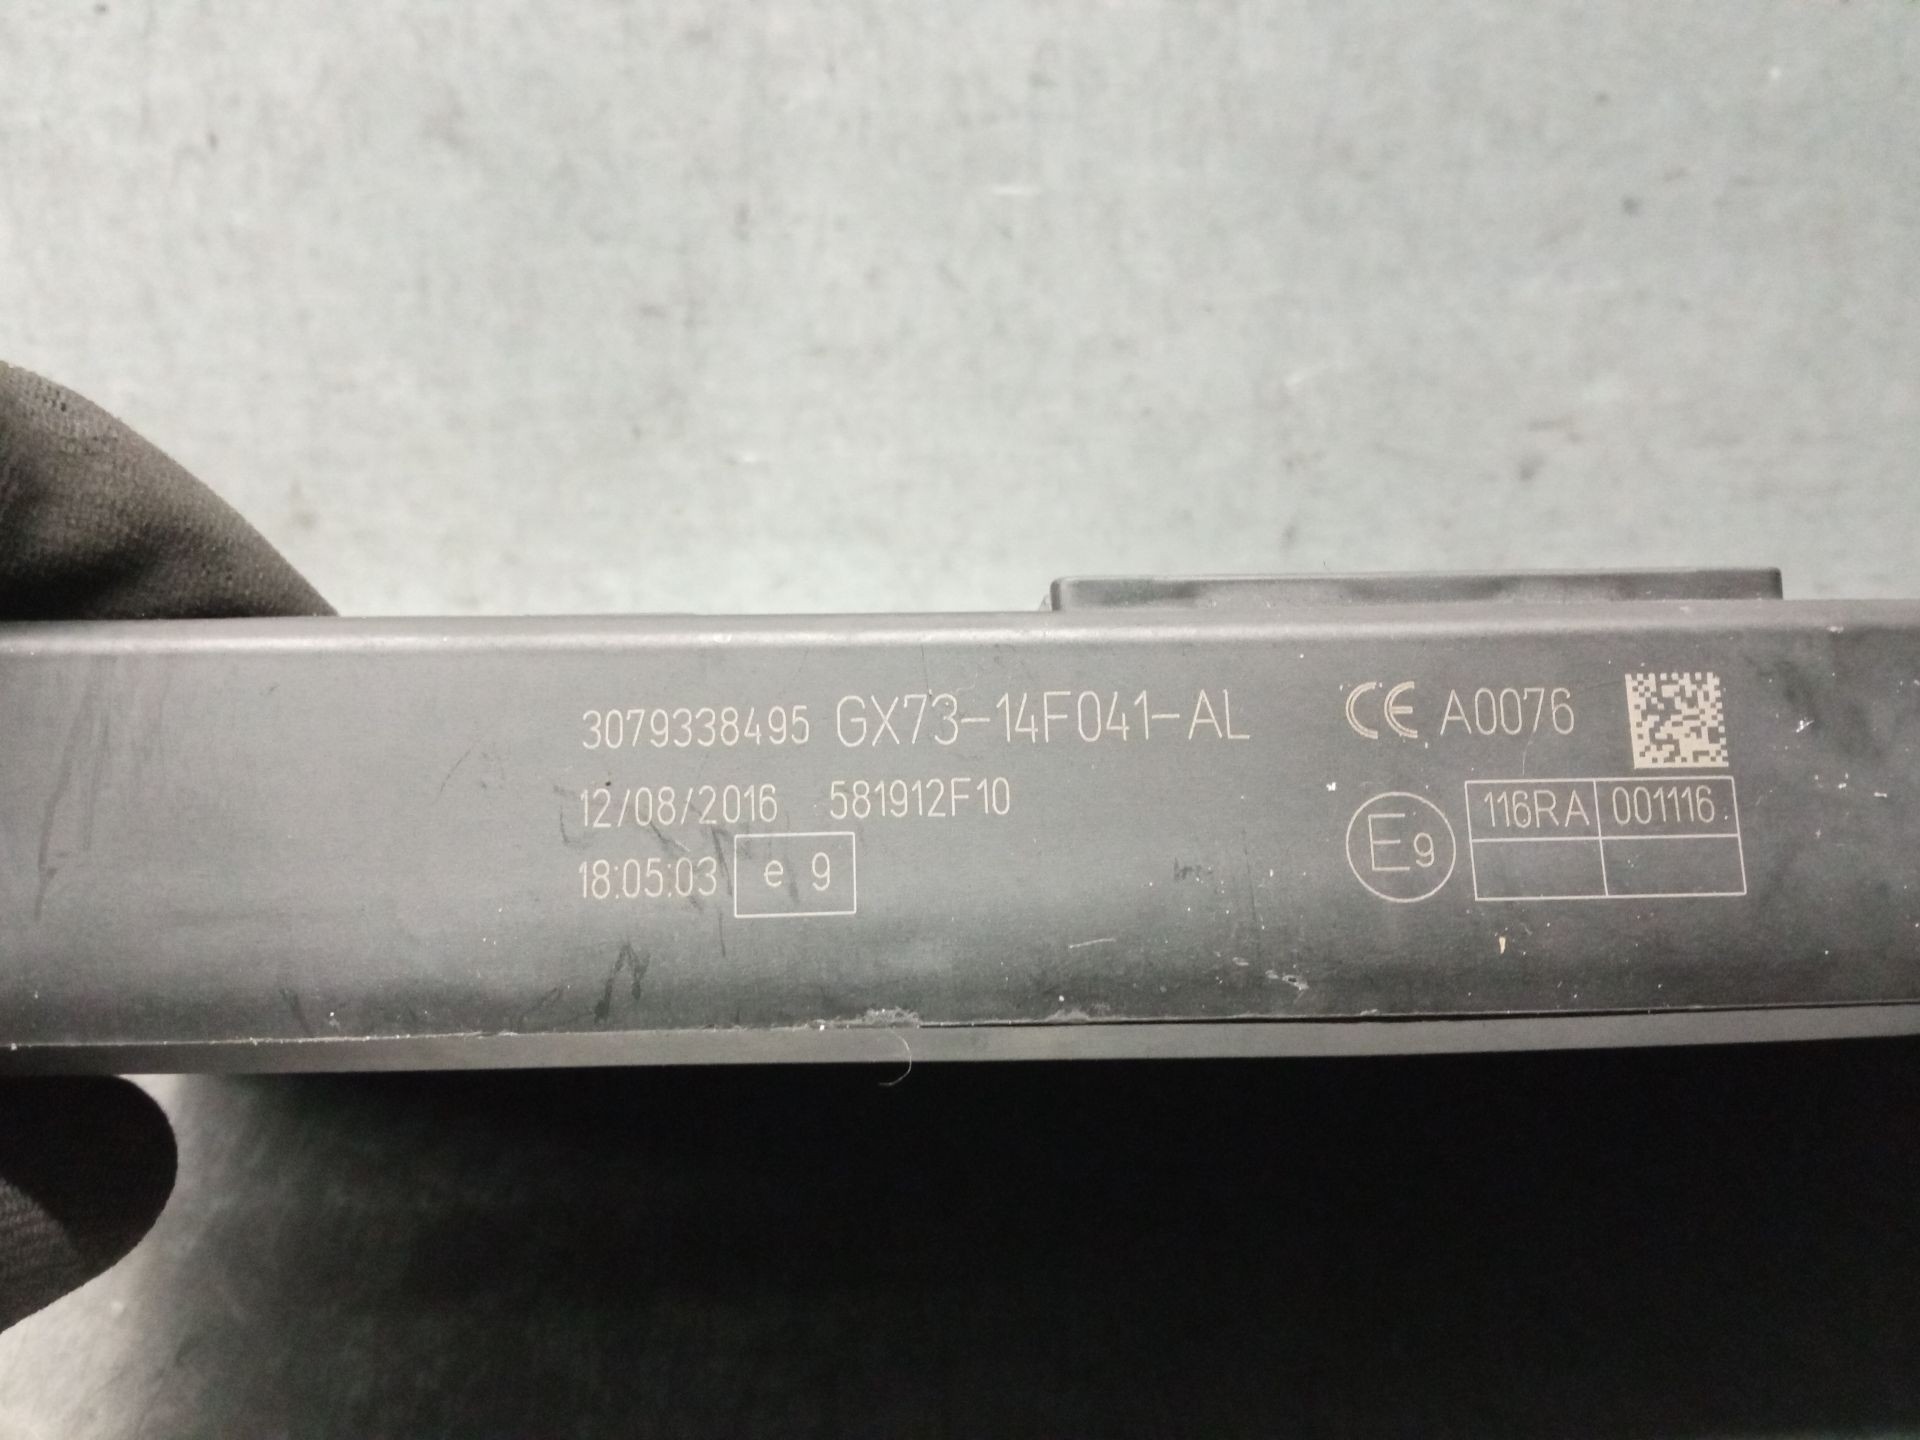 3079338495 GX73-14F041-AL CE A0076
12/08/2016 581912F10
18:05:03 e 9
E9 116RA 001116